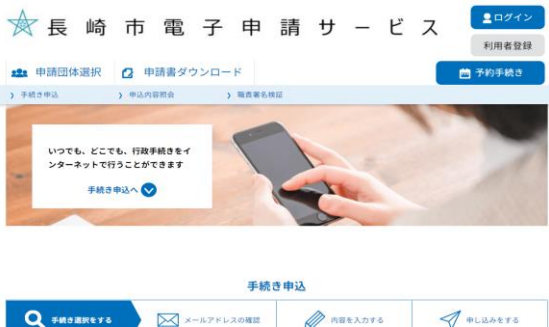 長崎市電子申請サービス
ログイン
利用者登録
申請団体選択
申請書ダウンロード
予約手続き
手続き申込
申込内容照会
職責署名検証
いつでも、どこでも、行政手続きをイ
ンターネットで行うことができます
手続き申込へ
手続き申込
手続き選択をする
メールアドレスの確認
内容を入力する
申し込みをする